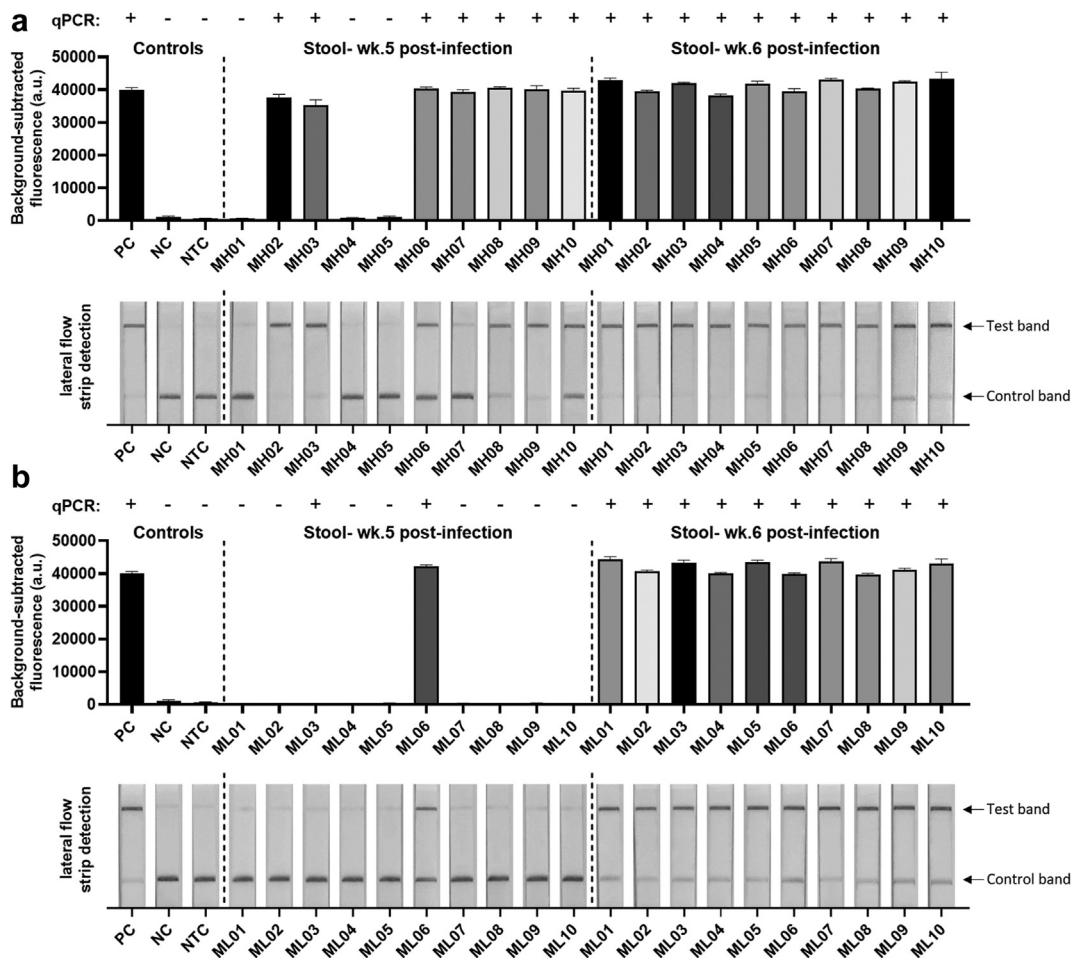 a
qPCR: + - - - + + - - + + + + + + + + + + + + + + +
Controls Stool- wk.5 post-infection Stool- wk.6 post-infection
Background-subtracted
fluorescence (a.u.)
50000
40000
30000
20000
10000
0
PC NC NTC MH01 MH02 MH03 MH04 MH05 MH06 MH07 MH08 MH09 MH10 MH01 MH02 MH03 MH04 MH05 MH06 MH07 MH08 MH09 MH10
lateral flow
strip detection
Test band
Control band
PC NC NTC MH01 MH02 MH03 MH04 MH05 MH06 MH07 MH08 MH09 MH10 MH01 MH02 MH03 MH04 MH05 MH06 MH07 MH08 MH09 MH10
b
qPCR: + - - - - + - - + - - - - + + + + + + + + + +
Controls Stool- wk.5 post-infection Stool- wk.6 post-infection
Background-subtracted
fluorescence (a.u.)
50000
40000
30000
20000
10000
0
PC NC NTC ML01 ML02 ML03 ML04 ML05 ML06 ML07 ML08 ML09 ML10 ML01 ML02 ML03 ML04 ML05 ML06 ML07 ML08 ML09 ML10
lateral flow
strip detection
Test band
Control band
PC NC NTC ML01 ML02 ML03 ML04 ML05 ML06 ML07 ML08 ML09 ML10 ML01 ML02 ML03 ML04 ML05 ML06 ML07 ML08 ML09 ML10